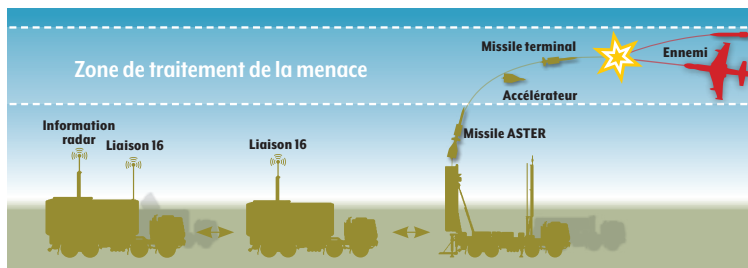 Missile terminal
Ennemi
Zone de traitement de la menace
Accélérateur
Information
radar
Liaison 16
Liaison 16
Missile ASTER